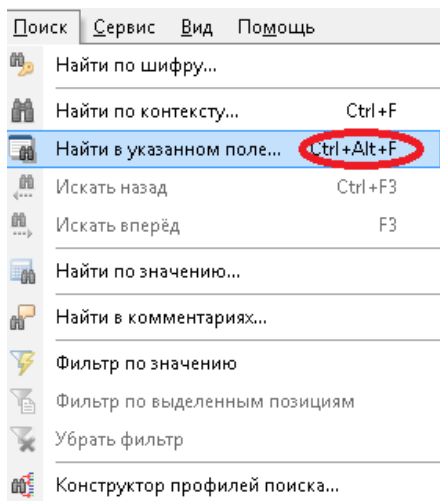 Поиск Сервис Вид Помощь
Найти по шифру...
Найти по контексту... Ctrl+F
Найти в указанном поле... Ctrl+Alt+F
Искать назад Ctrl+F3
Искать вперёд F3
Найти по значению...
Найти в комментариях...
Фильтр по значению
Фильтр по выделенным позициям
Убрать фильтр
Конструктор профилей поиска...